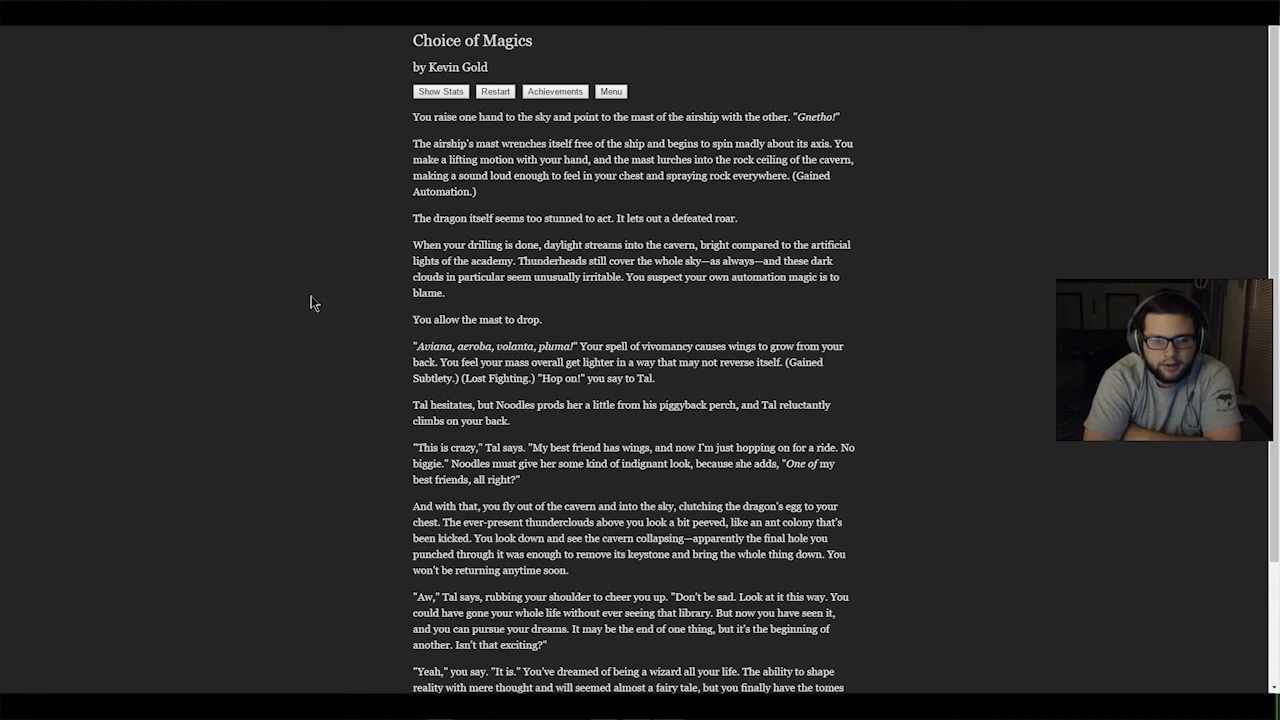 Choice of Magics
by Kevin Gold
Show Stats Restart Achievements Menu
You raise one hand to the sky and point to the mast of the airship with the other. "Gnetho!"
The airship's mast wrenches itself free of the ship and begins to spin madly about its axis. You
make a lifting motion with your hand, and the mast lurches into the rock ceiling of the cavern,
making a sound loud enough to feel in your chest and spraying rock everywhere. (Gained
Automation.)
The dragon itself seems too stunned to act. It lets out a defeated roar.
When your drilling is done, daylight streams into the cavern, bright compared to the artificial
lights of the academy. Thunderheads still cover the whole sky—as always—and these dark
clouds in particular seem unusually irritable. You suspect your own automation magic is to
blame.
You allow the mast to drop.
"Aviana, aeroba, volanta, pluma!" Your spell of vivomancy causes wings to grow from your
back. You feel your mass overall get lighter in a way that may not reverse itself. (Gained
Subtlety.) (Lost Fighting.) "Hop on!" you say to Tal.
Tal hesitates, but Noodles prods her a little from his piggyback perch, and Tal reluctantly
climbs on your back.
"This is crazy," Tal says. "My best friend has wings, and now I'm just hopping on for a ride. No
biggie." Noodles must give her some kind of indignant look, because she adds, "One of my
best friends, all right?"
And with that, you fly out of the cavern and into the sky, clutching the dragon's egg to your
chest. The ever-present thunderclouds above you look a bit peeved, like an ant colony that's
been kicked. You look down and see the cavern collapsing—apparently the final hole you
punched through it was enough to remove its keystone and bring the whole thing down. You
won't be returning anytime soon.
"Aw," Tal says, rubbing your shoulder to cheer you up. "Don't be sad. Look at it this way. You
could have gone your whole life without ever seeing that library. But now you have seen it,
and you can pursue your dreams. It may be the end of one thing, but it's the beginning of
another. Isn't that exciting?"
"Yeah," you say. "It is." You've dreamed of being a wizard all your life. The ability to shape
reality with mere thought and will seemed almost a fairy tale, but you finally have the tomes